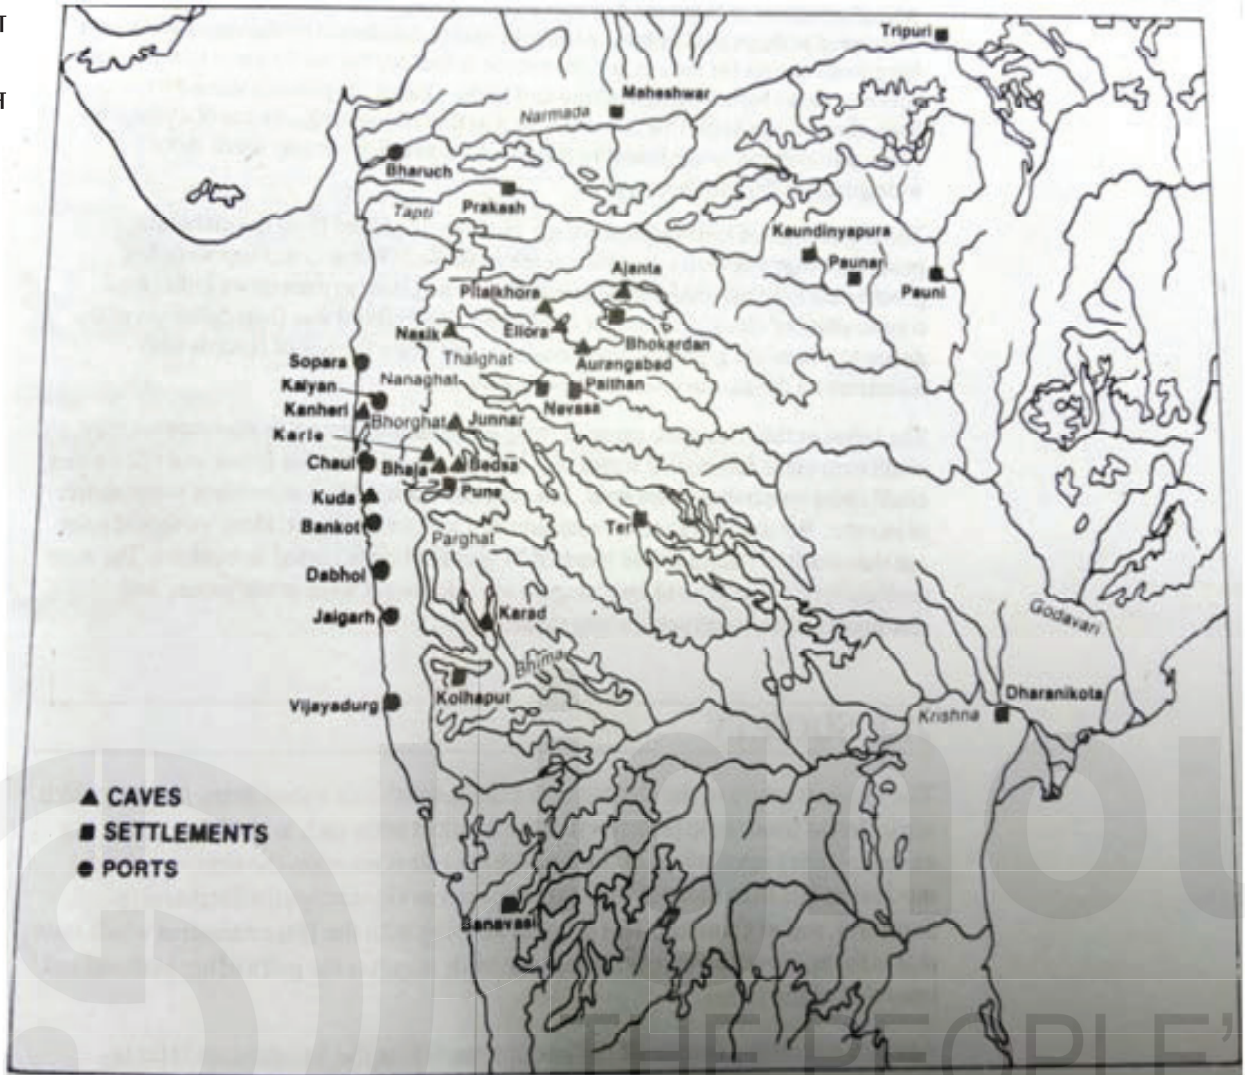 त
Tripuri
Maheshwar
Narmada
Bharuch
Tapti
Prakash
Kaundinyapura
Paunar
Pauni
Ajanta
Pitalkhora
Ellora
Bhokardan
Aurangabad
Nasik
Thalghat
Sopara
Kalyan
Nanaghat
Paithan
Nevasa
Kanheri
Bhorghat
Junnar
Karle
Chaul
Bhaja
Bedsa
Kuda
Pune
Bankot
Parghat
Ter
Dabhol
Jaigarh
Karad
Godavari
Bhima
Kolhapur
Vijayadurg
Krishna
Dharanikota
CAVES
SETTLEMENTS
PORTS
Banavasi
THE PEOPLE'